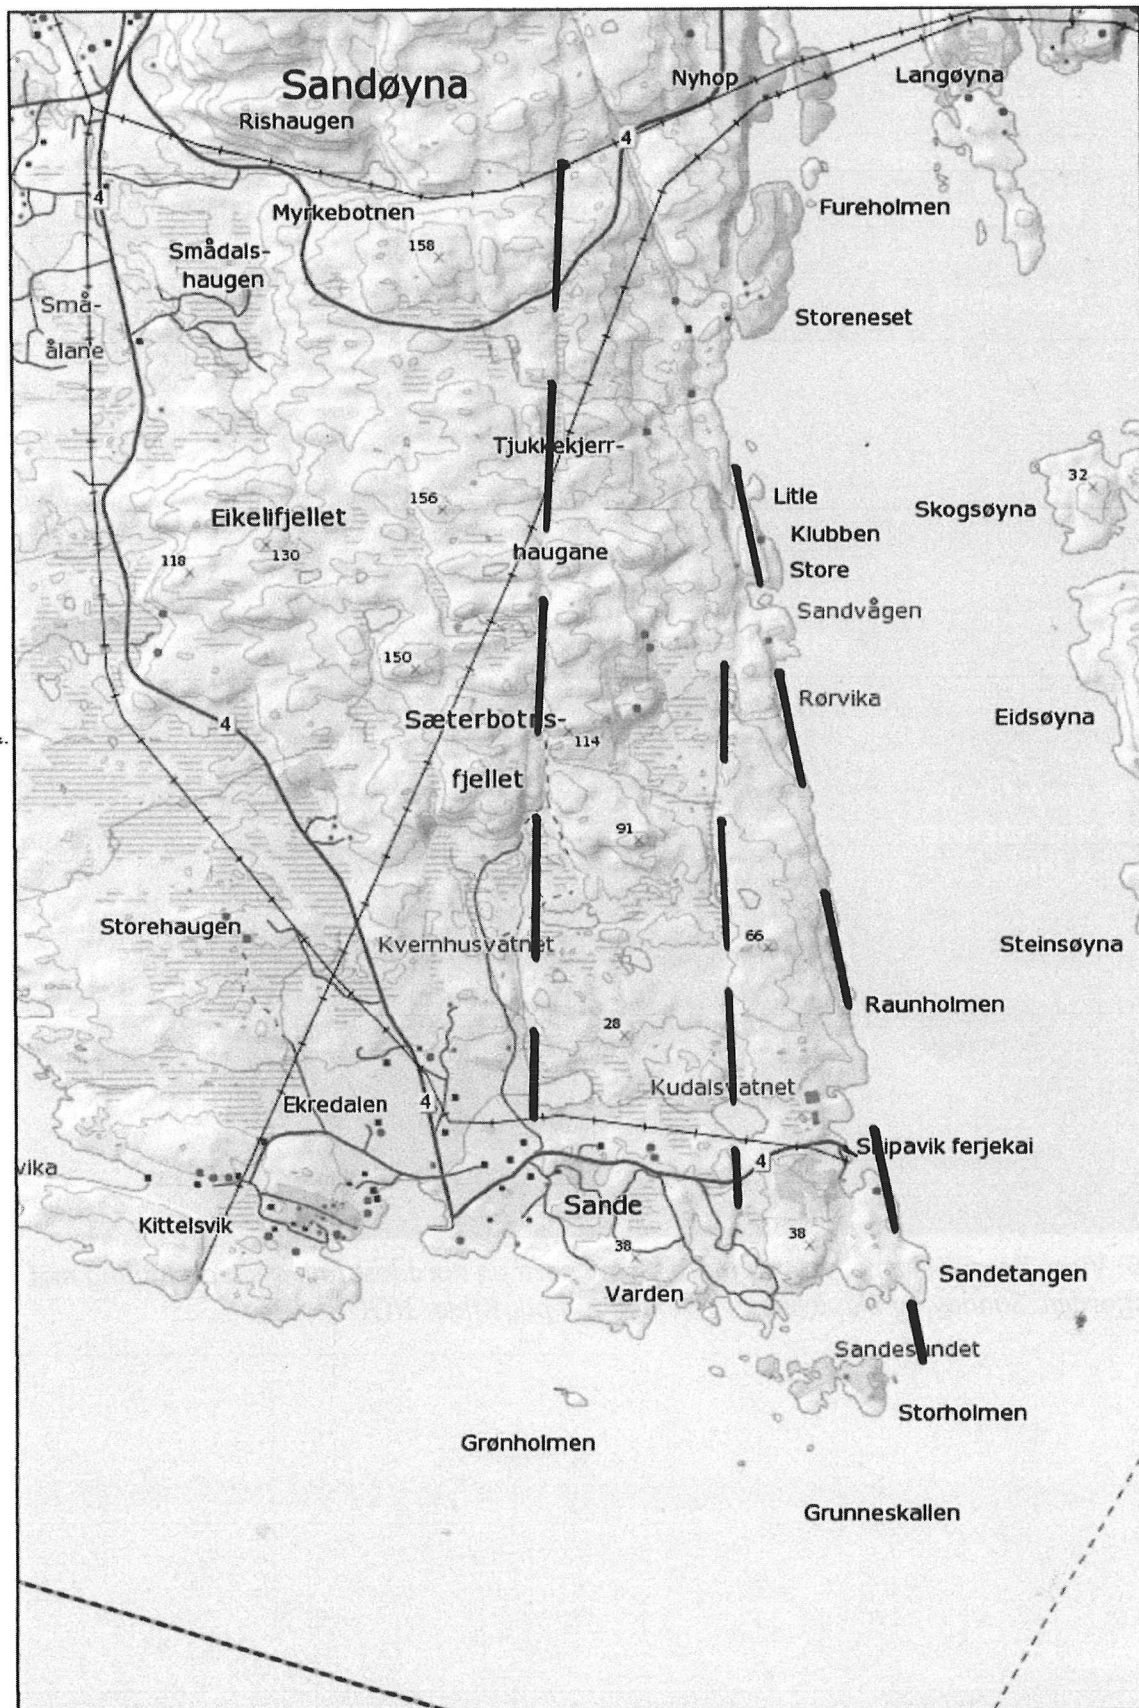 Sandøyna
Nyhop
Langøyna
Rishaugen
4
4
Myrkebotnen
Fureholmen
158
Smådals-
haugen
Små-
ålane
Storeneset
Tjukkekjerr-
haugane
32
Skogsøyna
Litle
Klubben
Store
156
Eikelifjellet
130
118
Sandvågen
150
Rørvika
Sæterbotns-
fjellet
114
4
Eidsøyna
91
Storehaugen
Kvernhusvatnet
66
Steinsøyna
Raunholmen
28
Kudalsvatnet
Ekredalen
4
Skipavik ferjekai
4
vika
Kittelsvik
Sande
38
38
Varden
Sandetangen
Sandesundet
Storholmen
Grønholmen
Grunneskallen